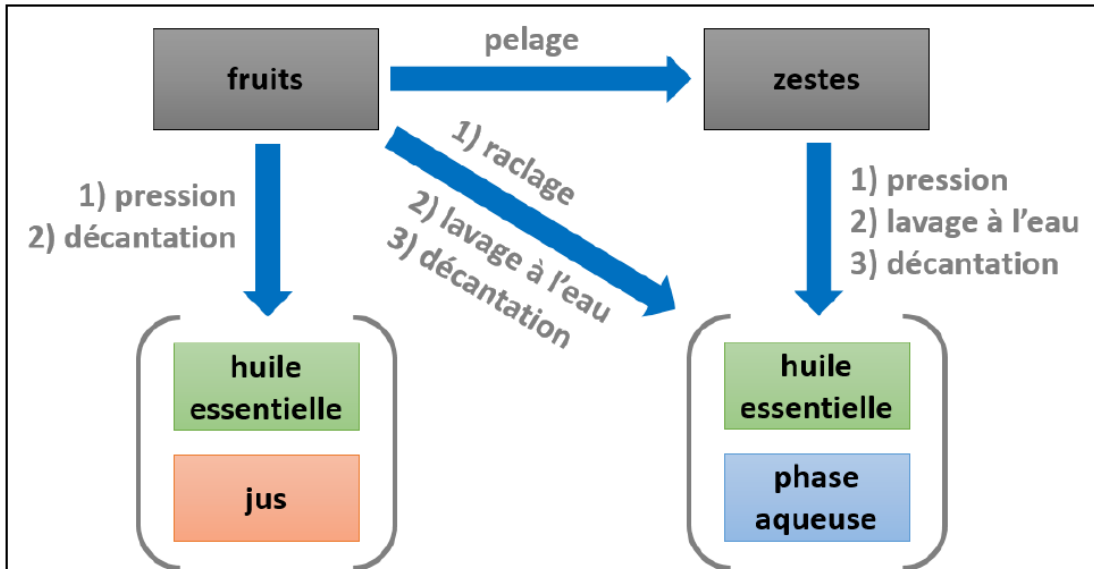 pelage
fruits
zestes
1) pression
2) décantation
1) raclage
2) lavage à l’eau
3) décantation
1) pression
2) lavage à l’eau
3) décantation
huile
essentielle
jus
huile
essentielle
phase
aqueuse